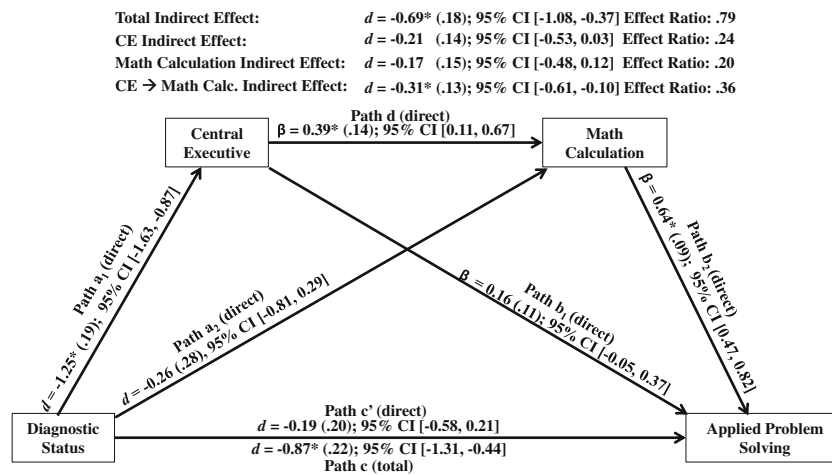 Total Indirect Effect: d = -0.69* (.18); 95% CI [-1.08, -0.37] Effect Ratio: .79
CE Indirect Effect: d = -0.21 (.14); 95% CI [-0.53, 0.03] Effect Ratio: .24
Math Calculation Indirect Effect: d = -0.17 (.15); 95% CI [-0.48, 0.12] Effect Ratio: .20
CE → Math Calc. Indirect Effect: d = -0.31* (.13); 95% CI [-0.61, -0.10] Effect Ratio: .36
Path d (direct)
β = 0.39* (.14); 95% CI [0.11, 0.67]
Central
Executive
Math
Calculation
Path a₁ (direct)
d = -1.25* (.19); 95% CI [-1.63, -0.87]
Path a₂ (direct)
d = -0.26 (.28), 95% CI [-0.81, 0.29]
Path b₁ (direct)
β = 0.16 (.11); 95% CI [-0.05, 0.37]
Path b₂ (direct)
β = 0.64* (.09); 95% CI [0.47, 0.82]
Diagnostic
Status
Path c’ (direct)
d = -0.19 (.20); 95% CI [-0.58, 0.21]
d = -0.87* (.22); 95% CI [-1.31, -0.44]
Path c (total)
Applied Problem
Solving